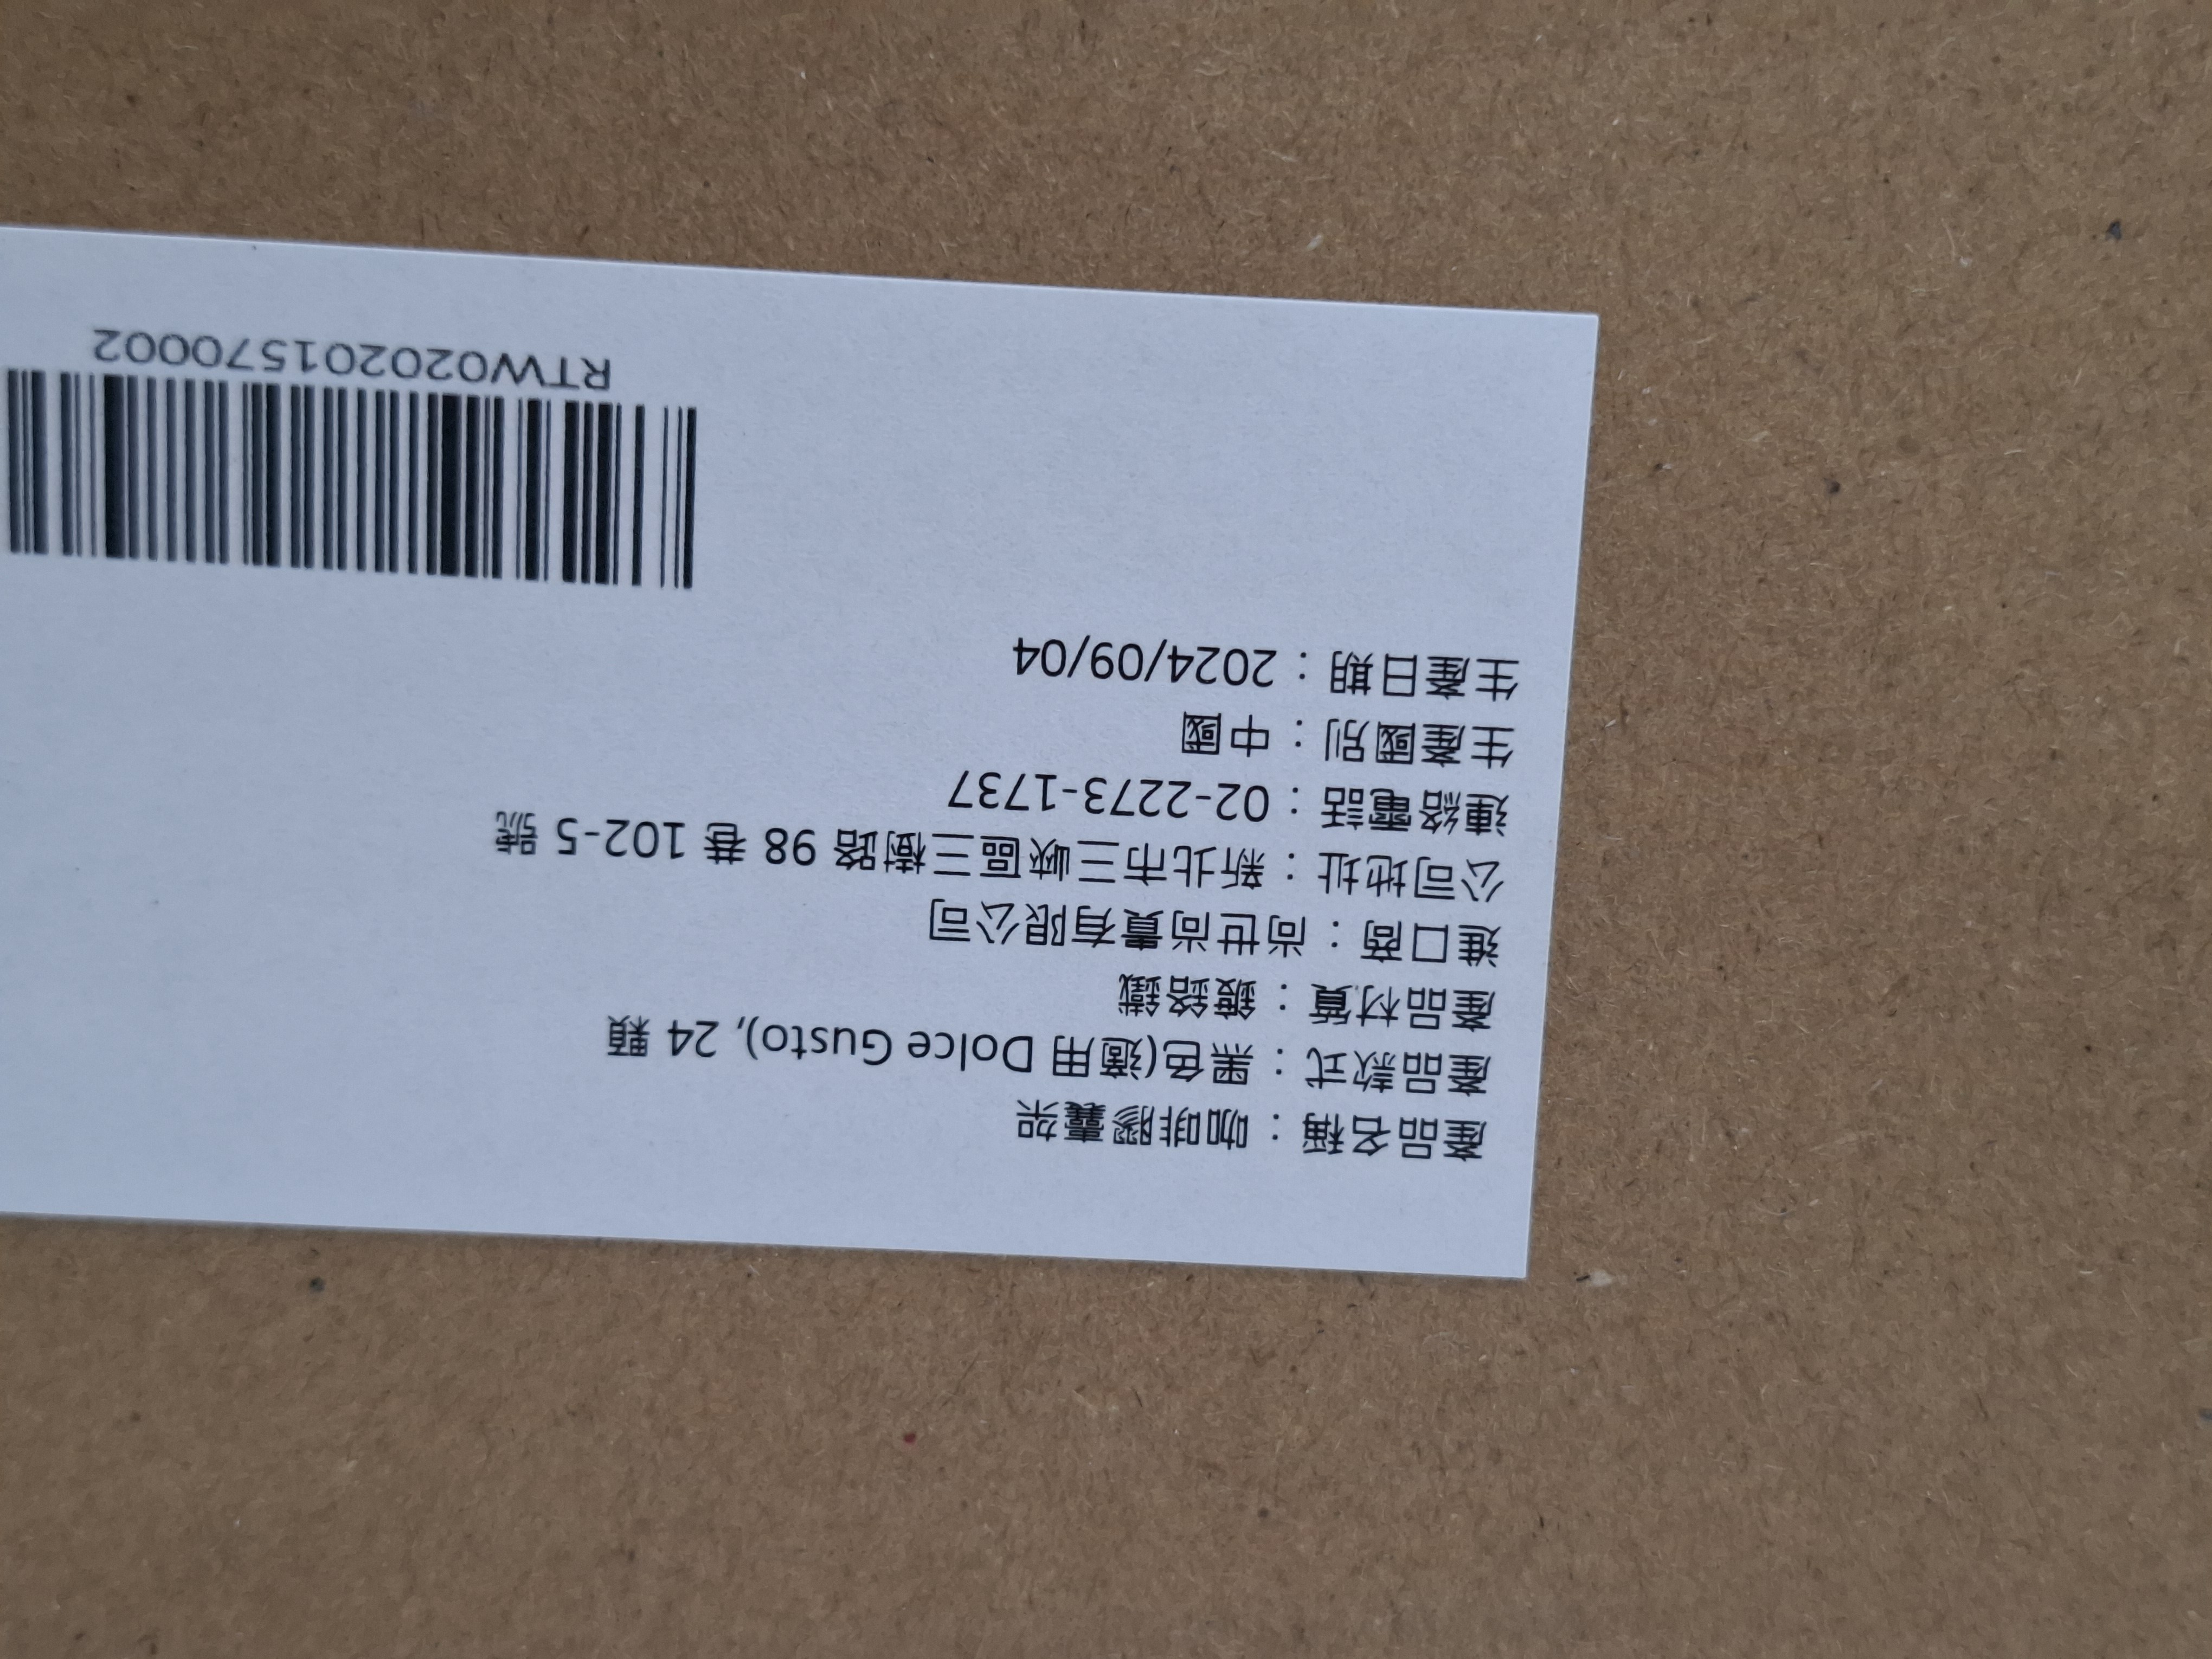 產品名稱：咖啡膠囊架
產品款式：黑色(適用 Dolce Gusto), 24 顆
產品材質：鍍鉻鐵
進口商：尚世尚貴有限公司
公司地址：新北市三峽區三樹路 98 巷 102-5 號
連絡電話：02-2273-1737
生產國別：中國
生產日期：2024/09/04
RTW020201570002